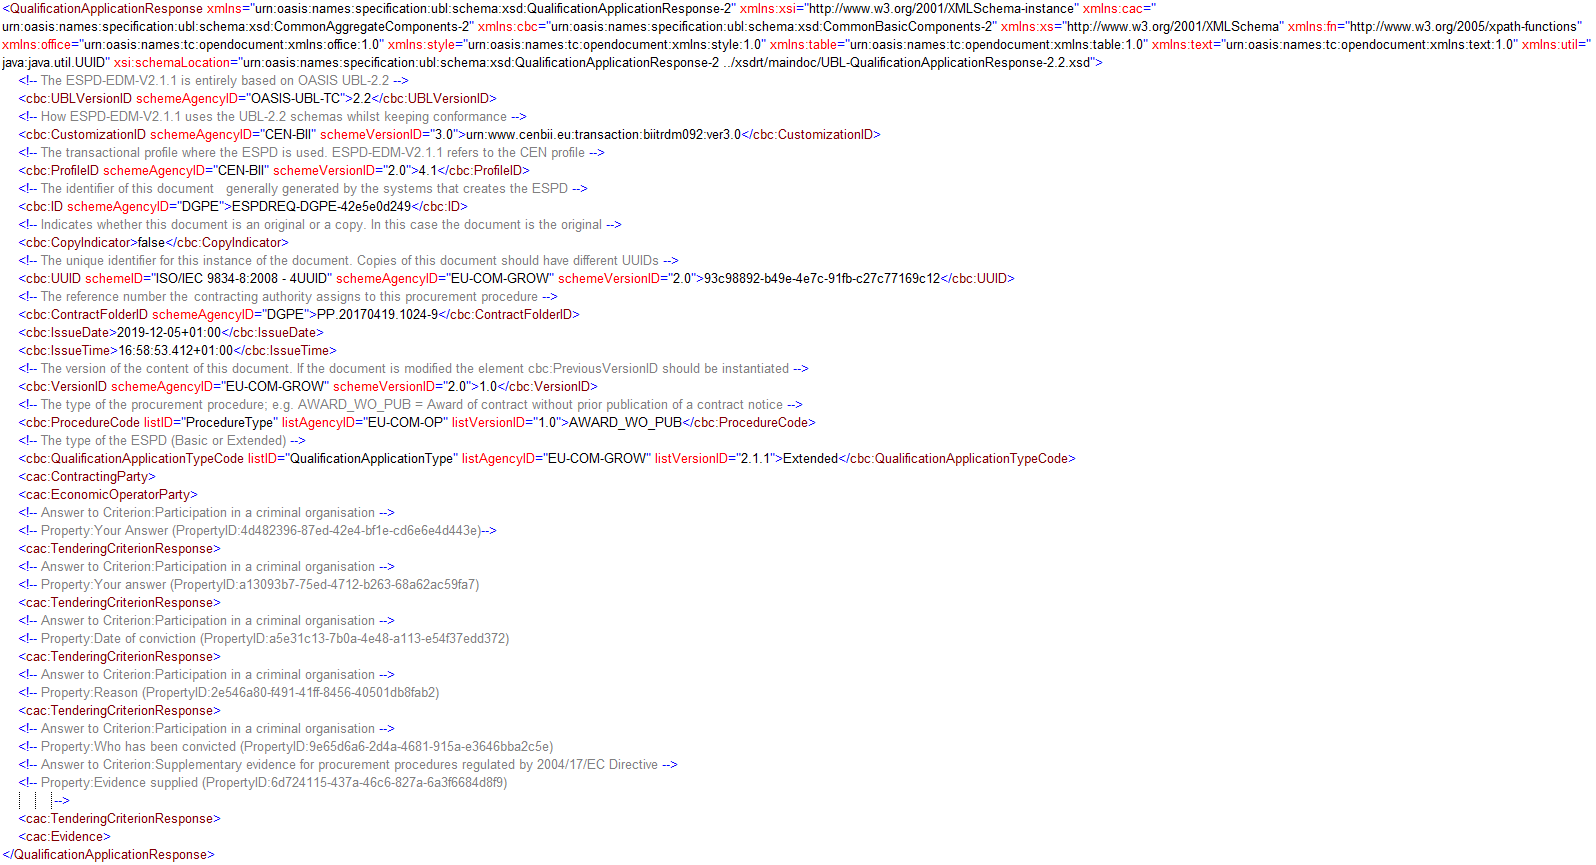 <QualificationApplicationResponse xmlns="urn:oasis:names:specification:ubl:schema:xsd:QualificationApplicationResponse-2" xmlns:xsi="http://www.w3.org/2001/XMLSchema-instance" xmlns:cac="
urn:oasis:names:specification:ubl:schema:xsd:CommonAggregateComponents-2" xmlns:cbc="urn:oasis:names:specification:ubl:schema:xsd:CommonBasicComponents-2" xmlns:xs="http://www.w3.org/2001/XMLSchema" xmlns:fn="http://www.w3.org/2005/xpath-functions"
xmlns:office="urn:oasis:names:tc:opendocument:xmlns:office:1.0" xmlns:style="urn:oasis:names:tc:opendocument:xmlns:style:1.0" xmlns:table="urn:oasis:names:tc:opendocument:xmlns:table:1.0" xmlns:text="urn:oasis:names:tc:opendocument:xmlns:text:1.0" xmlns:util="
java:java.util.UUID" xsi:schemaLocation="urn:oasis:names:specification:ubl:schema:xsd:QualificationApplicationResponse-2 ../xsdrt/maindoc/UBL-QualificationApplicationResponse-2.2.xsd">
<!-- The ESPD-EDM-V2.1.1 is entirely based on OASIS UBL-2.2 -->
<cbc:UBLVersionID schemeAgencyID="OASIS-UBL-TC">2.2</cbc:UBLVersionID>
<!-- How ESPD-EDM-V2.1.1 uses the UBL-2.2 schemas whilst keeping conformance -->
<cbc:CustomizationID schemeAgencyID="CEN-BII" schemeVersionID="3.0">urn:www.cenbii.eu:transaction:biitrdm092:ver3.0</cbc:CustomizationID>
<!-- The transactional profile where the ESPD is used. ESPD-EDM-V2.1.1 refers to the CEN profile -->
<cbc:ProfileID schemeAgencyID="CEN-BII" schemeVersionID="2.0">4.1</cbc:ProfileID>
<!-- The identifier of this document   generally generated by the systems that creates the ESPD -->
<cbc:ID schemeAgencyID="DGPE">ESPDREQ-DGPE-42e5e0d249</cbc:ID>
<!-- Indicates whether this document is an original or a copy. In this case the document is the original -->
<cbc:CopyIndicator>false</cbc:CopyIndicator>
<!-- The unique identifier for this instance of the document. Copies of this document should have different UUIDs -->
<cbc:UUID schemeID="ISO/IEC 9834-8:2008 - 4UUID" schemeAgencyID="EU-COM-GROW" schemeVersionID="2.0">93c98892-b49e-4e7c-91fb-c27c77169c12</cbc:UUID>
<!-- The reference number the  contracting authority assigns to this procurement procedure -->
<cbc:ContractFolderID schemeAgencyID="DGPE">PP.20170419.1024-9</cbc:ContractFolderID>
<cbc:IssueDate>2019-12-05+01:00</cbc:IssueDate>
<cbc:IssueTime>16:58:53.412+01:00</cbc:IssueTime>
<!-- The version of the content of this document. If the document is modified the element cbc:PreviousVersionID should be instantiated -->
<cbc:VersionID schemeAgencyID="EU-COM-GROW" schemeVersionID="2.0">1.0</cbc:VersionID>
<!-- The type of the procurement procedure; e.g. AWARD_WO_PUB = Award of contract without prior publication of a contract notice -->
<cbc:ProcedureCode listID="ProcedureType" listAgencyID="EU-COM-OP" listVersionID="1.0">AWARD_WO_PUB</cbc:ProcedureCode>
<!-- The type of the ESPD (Basic or Extended) -->
<cbc:QualificationApplicationTypeCode listID="QualificationApplicationType" listAgencyID="EU-COM-GROW" listVersionID="2.1.1">Extended</cbc:QualificationApplicationTypeCode>
<cac:ContractingParty>
<cac:EconomicOperatorParty>
<!-- Answer to Criterion:Participation in a criminal organisation -->
<!-- Property:Your Answer (PropertyID:4d482396-87ed-42e4-bf1e-cd6e6e4d443e)-->
<cac:TenderingCriterionResponse>
<!-- Answer to Criterion:Participation in a criminal organisation -->
<!-- Property:Your answer (PropertyID:a13093b7-75ed-4712-b263-68a62ac59fa7)
<cac:TenderingCriterionResponse>
<!-- Answer to Criterion:Participation in a criminal organisation -->
<!-- Property:Date of conviction (PropertyID:a5e31c13-7b0a-4e48-a113-e54f37edd372)
<cac:TenderingCriterionResponse>
<!-- Answer to Criterion:Participation in a criminal organisation -->
<!-- Property:Reason (PropertyID:2e546a80-f491-41ff-8456-40501db8fab2)
<cac:TenderingCriterionResponse>
<!-- Answer to Criterion:Participation in a criminal organisation -->
<!-- Property:Who has been convicted (PropertyID:9e65d6a6-2d4a-4681-915a-e3646bba2c5e)
<!-- Answer to Criterion:Supplementary evidence for procurement procedures regulated by 2004/17/EC Directive -->
<!-- Property:Evidence supplied (PropertyID:6d724115-437a-46c6-827a-6a3f6684d8f9)
-->
<cac:TenderingCriterionResponse>
<cac:Evidence>
</QualificationApplicationResponse>